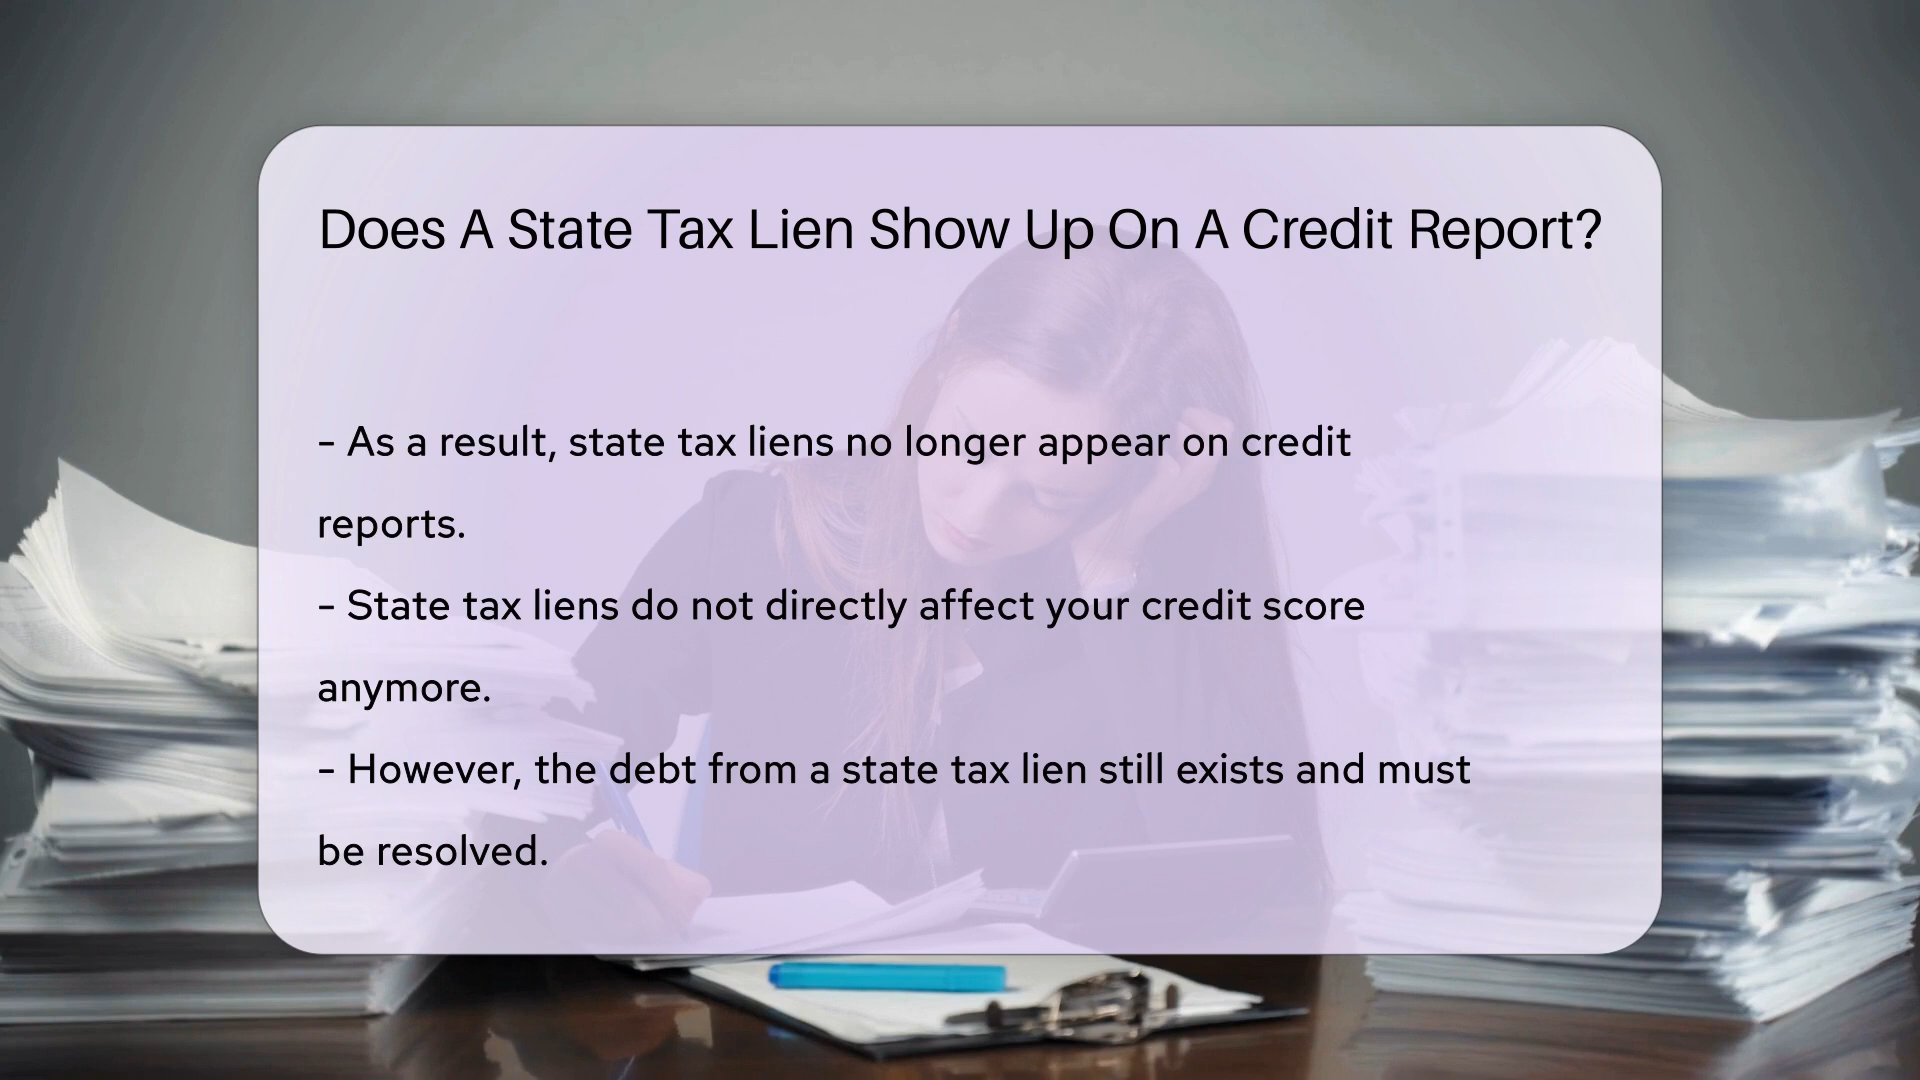 Does A State Tax Lien Show Up On A Credit Report?
- As a result, state tax liens no longer appear on credit
reports.
- State tax liens do not directly affect your credit score
anymore.
- However, the debt from a state tax lien still exists and must
be resolved.